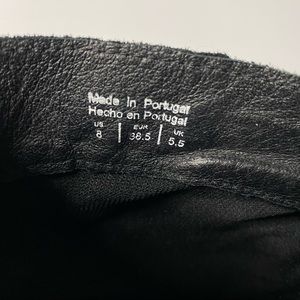 Made in Portugal
Hecho en Portugal
US | EUR | UK
8 | 38.5 | 5.5